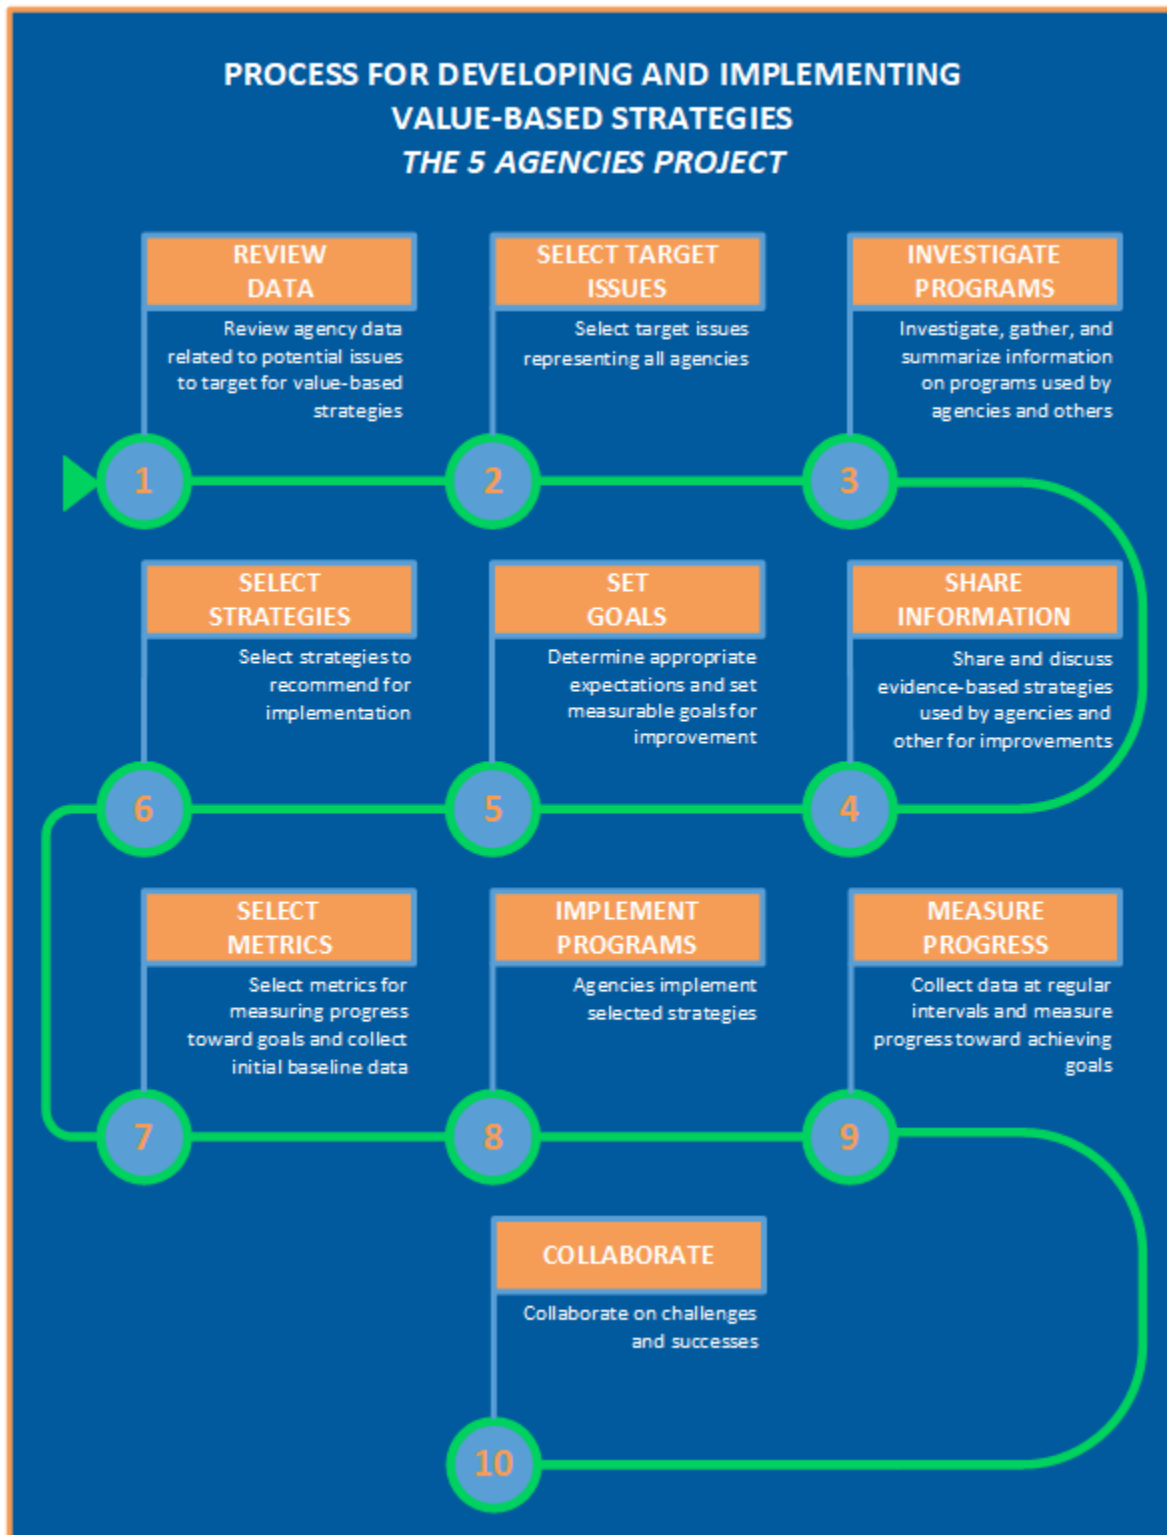 PROCESS FOR DEVELOPING AND IMPLEMENTING
VALUE-BASED STRATEGIES
THE 5 AGENCIES PROJECT
REVIEW
DATA
Review agency data
related to potential issues
to target for value-based
strategies
1
SELECT TARGET
ISSUES
Select target issues
representing all agencies
2
INVESTIGATE
PROGRAMS
Investigate, gather, and
summarize information
on programs used by
agencies and others
3
SHARE
INFORMATION
Share and discuss
evidence-based strategies
used by agencies and
other for improvements
4
SET
GOALS
Determine appropriate
expectations and set
measurable goals for
improvement
5
SELECT
STRATEGIES
Select strategies to
recommend for
implementation
6
SELECT
METRICS
Select metrics for
measuring progress
toward goals and collect
initial baseline data
7
IMPLEMENT
PROGRAMS
Agencies implement
selected strategies
8
MEASURE
PROGRESS
Collect data at regular
intervals and measure
progress toward achieving
goals
9
COLLABORATE
Collaborate on challenges
and successes
10